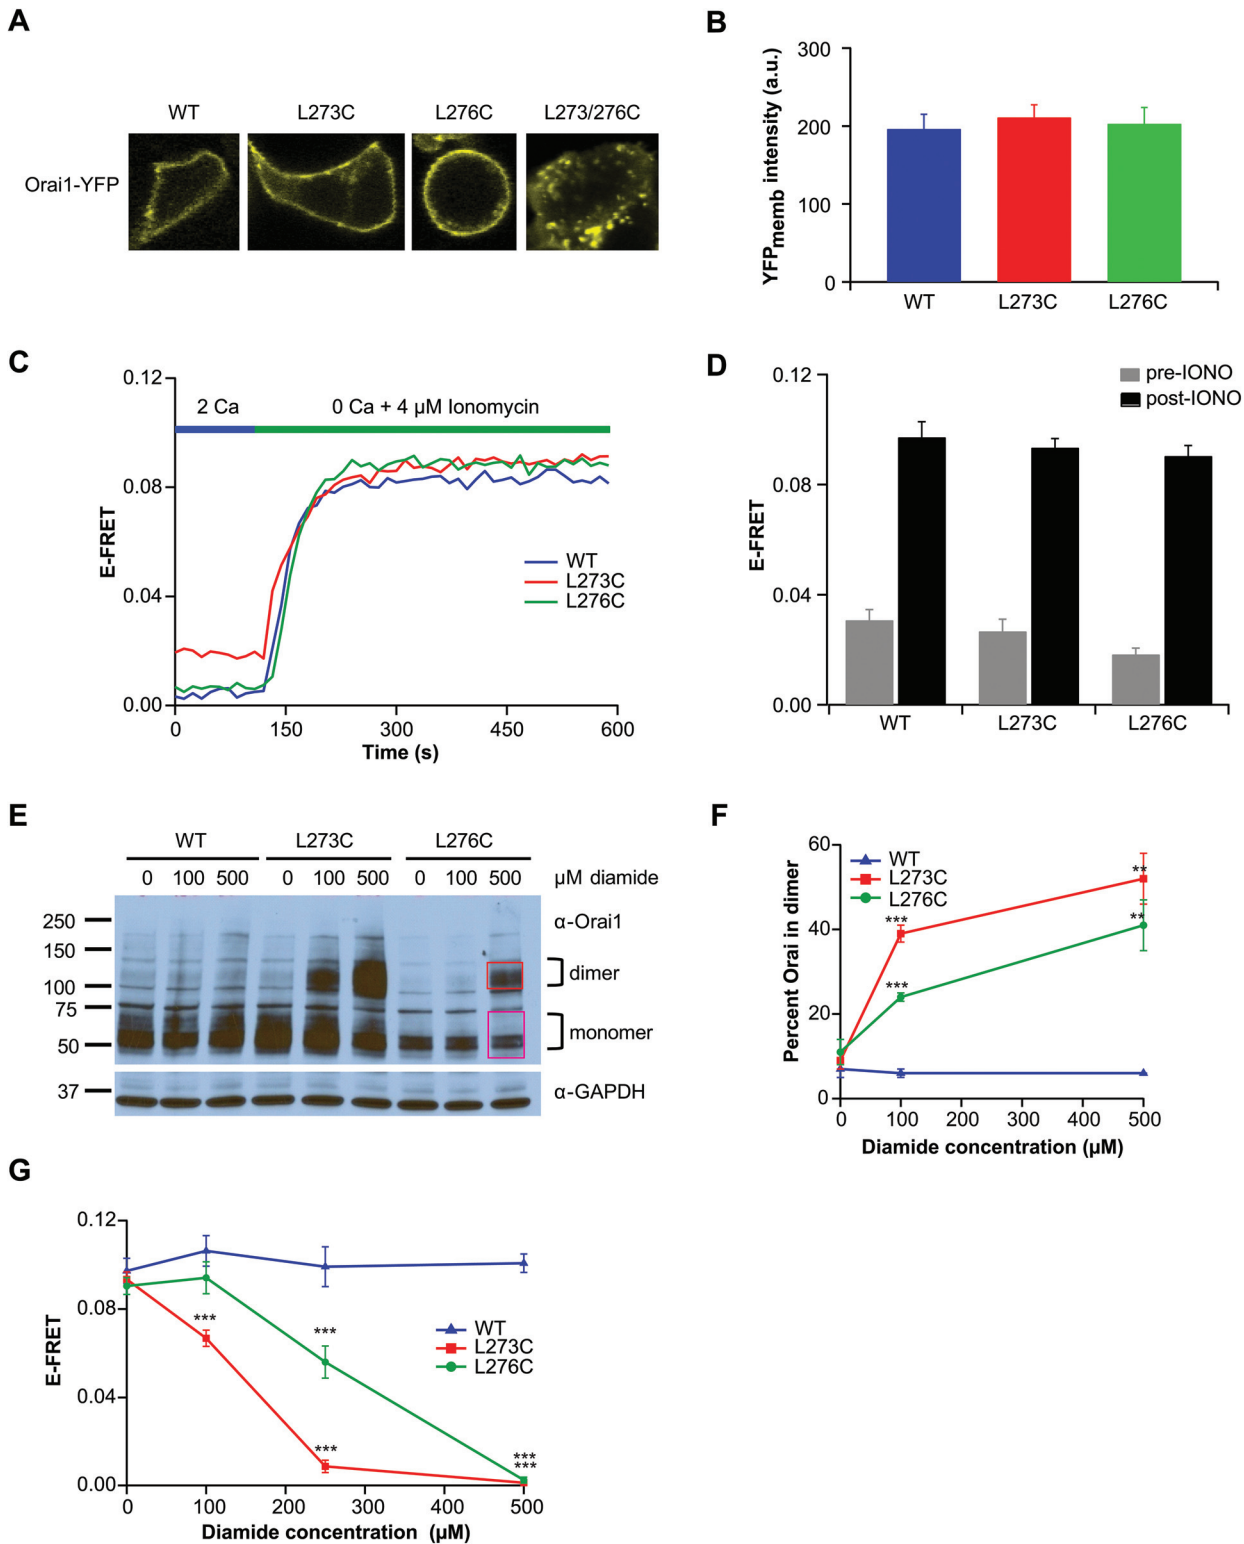 A
WT L273C L276C L273/276C
Orai1-YFP
B
YFPmemb intensity (a.u.)
300
200
100
0
WT L273C L276C
C
E-FRET
0.12
0.08
0.04
0.00
2 Ca 0 Ca + 4 µM Ionomycin
WT
L273C
L276C
0 150 300 450 600
Time (s)
D
E-FRET
0.12
0.08
0.04
0.00
pre-IONO
post-IONO
WT L273C L276C
E
WT L273C L276C
0 100 500 0 100 500 0 100 500 µM diamide
α-Orai1
250
150
100
75
50
37
dimer
monomer
α-GAPDH
F
Percent Orai in dimer
60
40
20
0
WT
L273C
L276C
***
***
**
**
0 100 200 300 400 500
Diamide concentration (µM)
G
E-FRET
0.12
0.08
0.04
0.00
***
***
***
***
***
WT
L273C
L276C
0 100 200 300 400 500
Diamide concentration (µM)